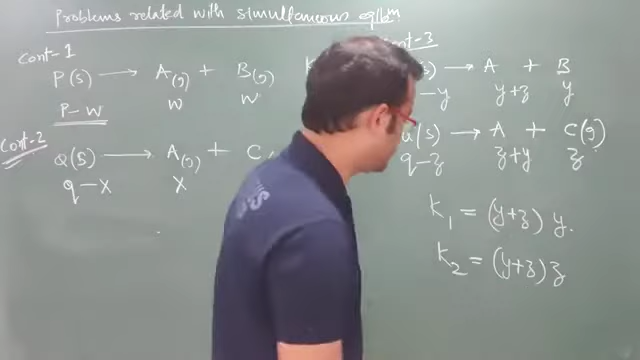 Problems related with simultaneous eqlbm
Cont-1
P(s) → A(g) + B(g)
P-W W W
Cont-2
Q(s) → A(g) + C
q-x x
cont-3
(s) → A + B
-y y+z y
(s) → A + C(g)
q-z z+y z
K1 = (y+z) y.
K2 = (y+z) z